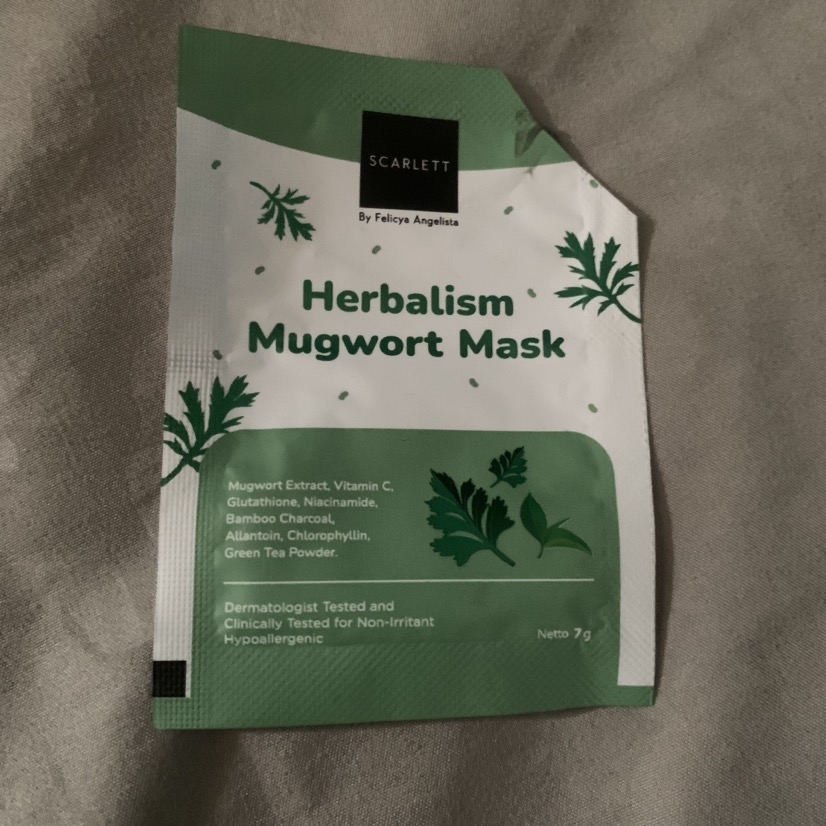 SCARLETT
By Felicya Angelista
Herbalism
Mugwort Mask
Mugwort Extract, Vitamin C,
Glutathione, Niacinamide,
Bamboo Charcoal,
Allantoin, Chlorophyllin,
Green Tea Powder.
Dermatologist Tested and
Clinically Tested for Non-Irritant
Hypoallergenic
Netto 7g